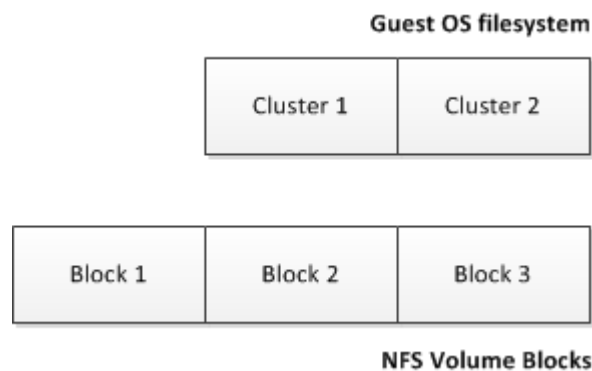 Guest OS filesystem
Cluster 1 Cluster 2
Block 1 Block 2 Block 3
NFS Volume Blocks